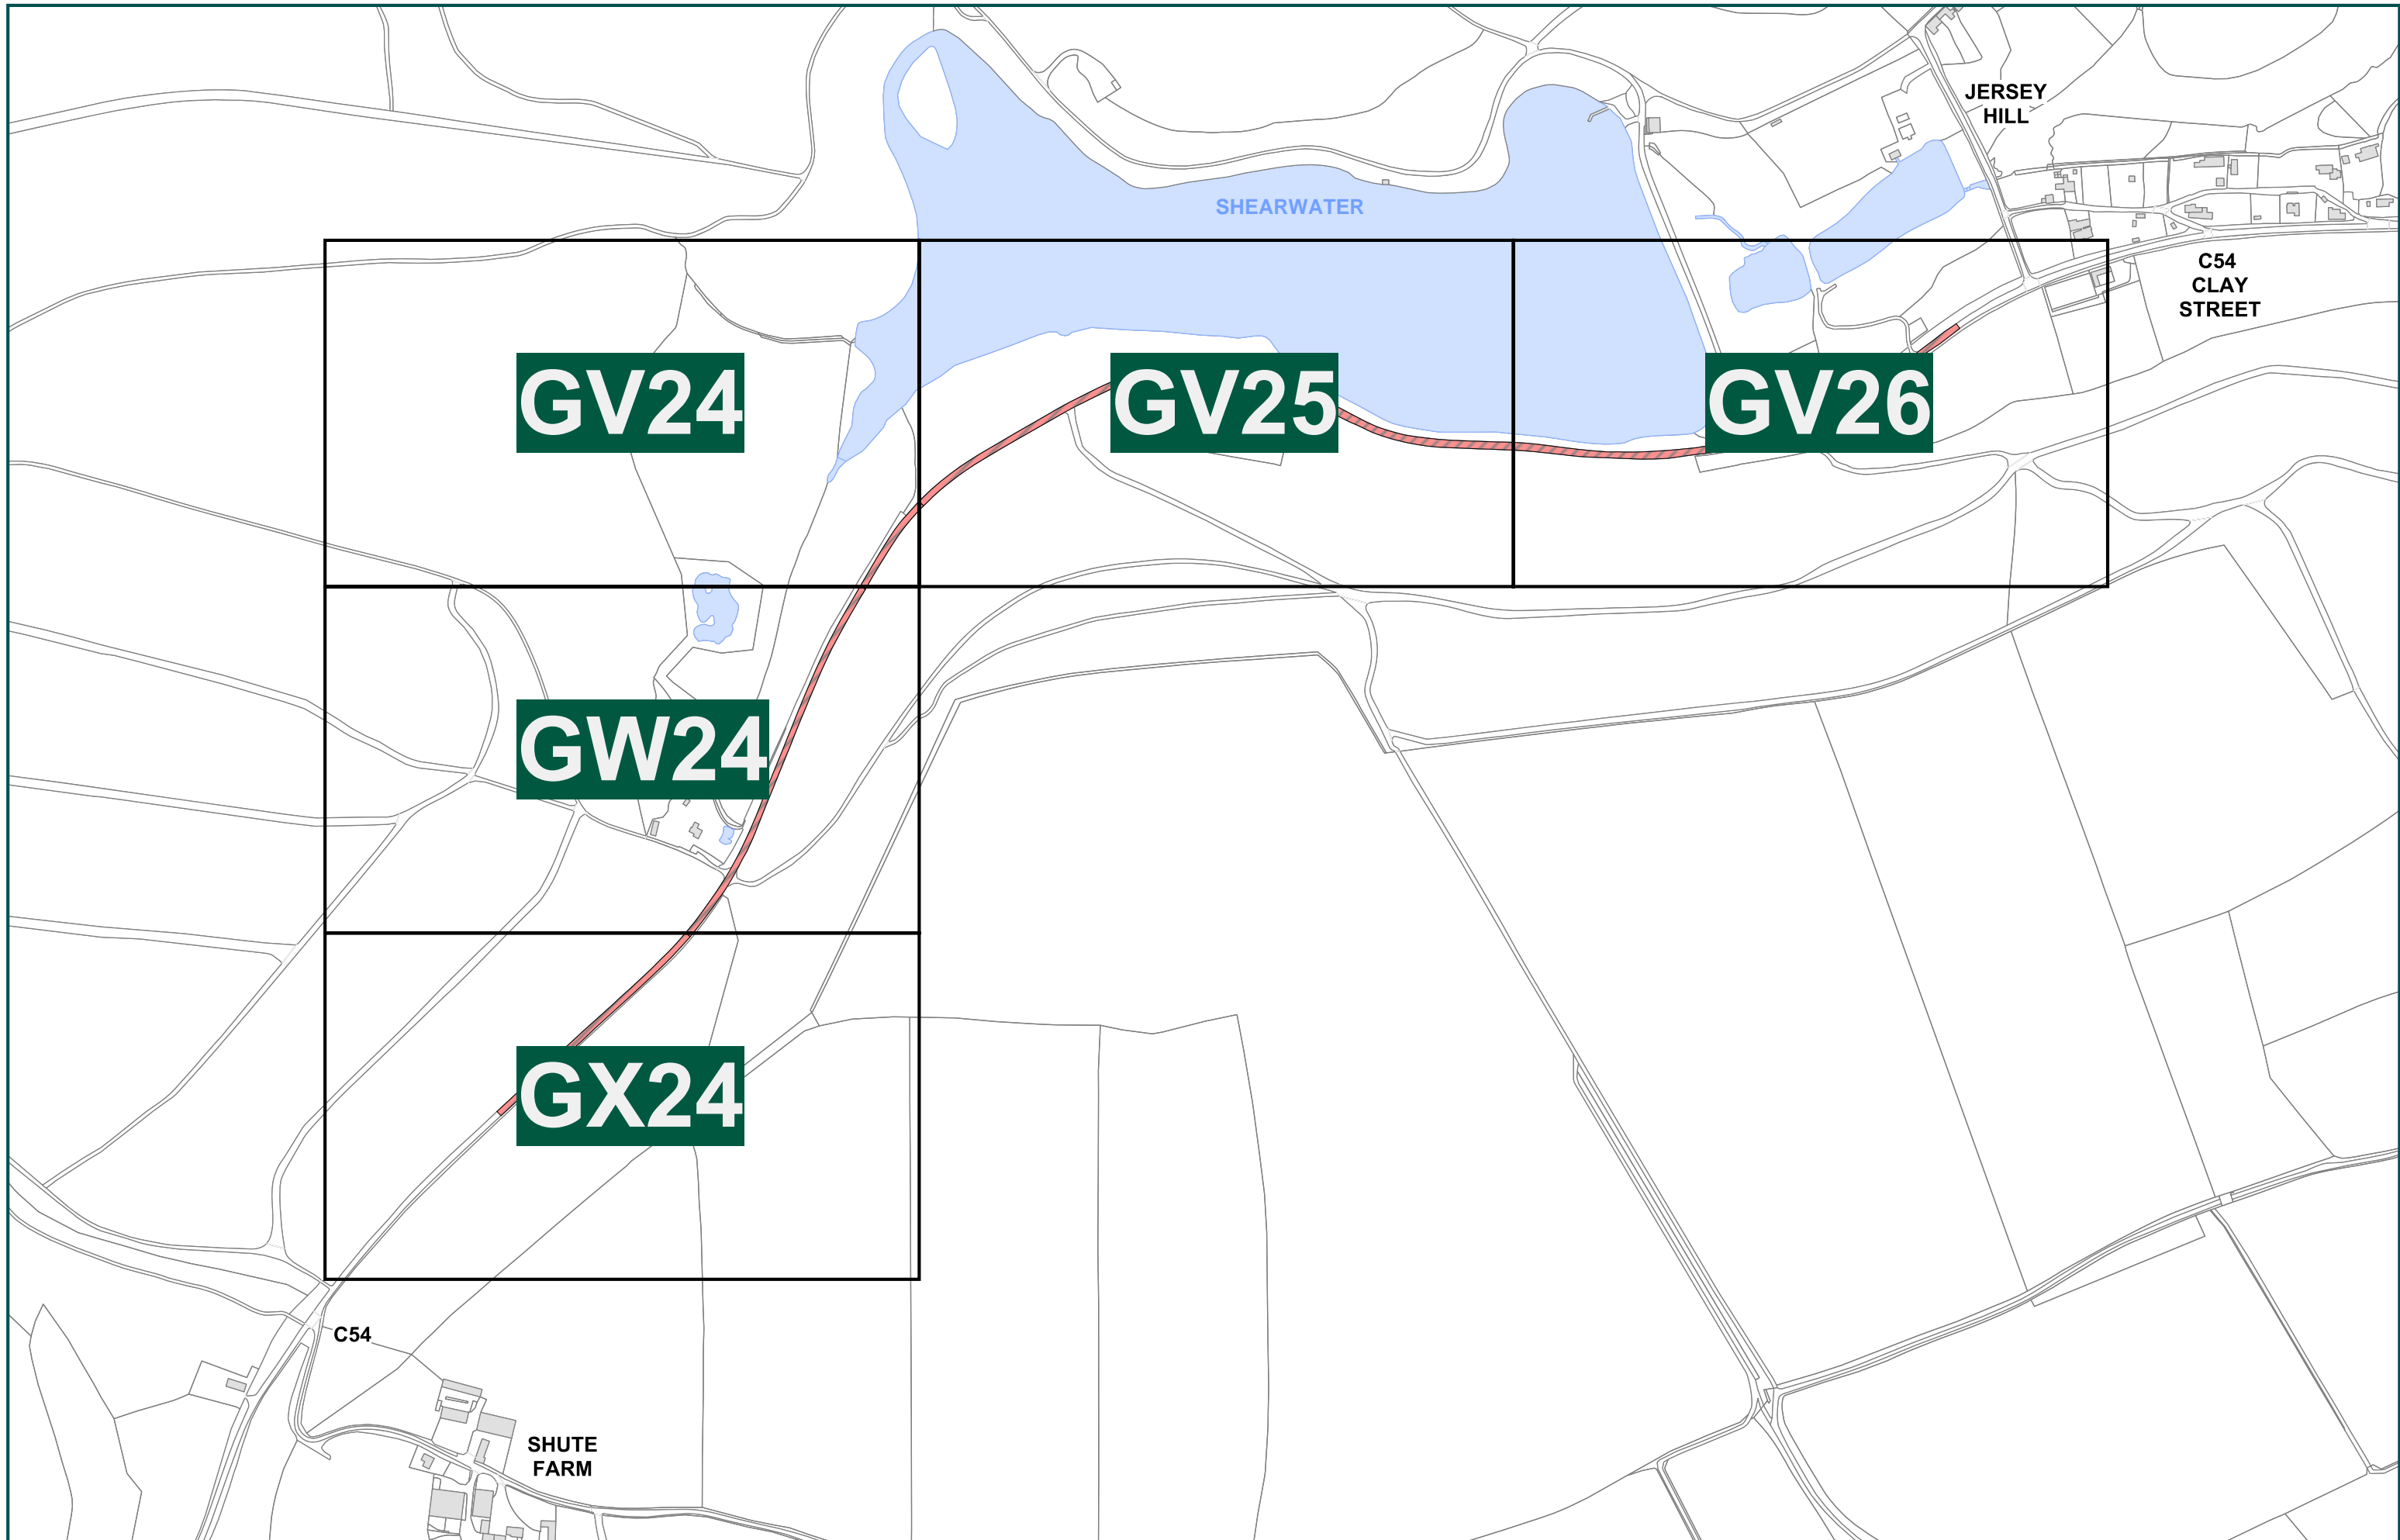 JERSEY
HILL
SHEARWATER
C54
CLAY
STREET
GV24
GV25
GV26
GW24
GX24
C54
SHUTE
FARM